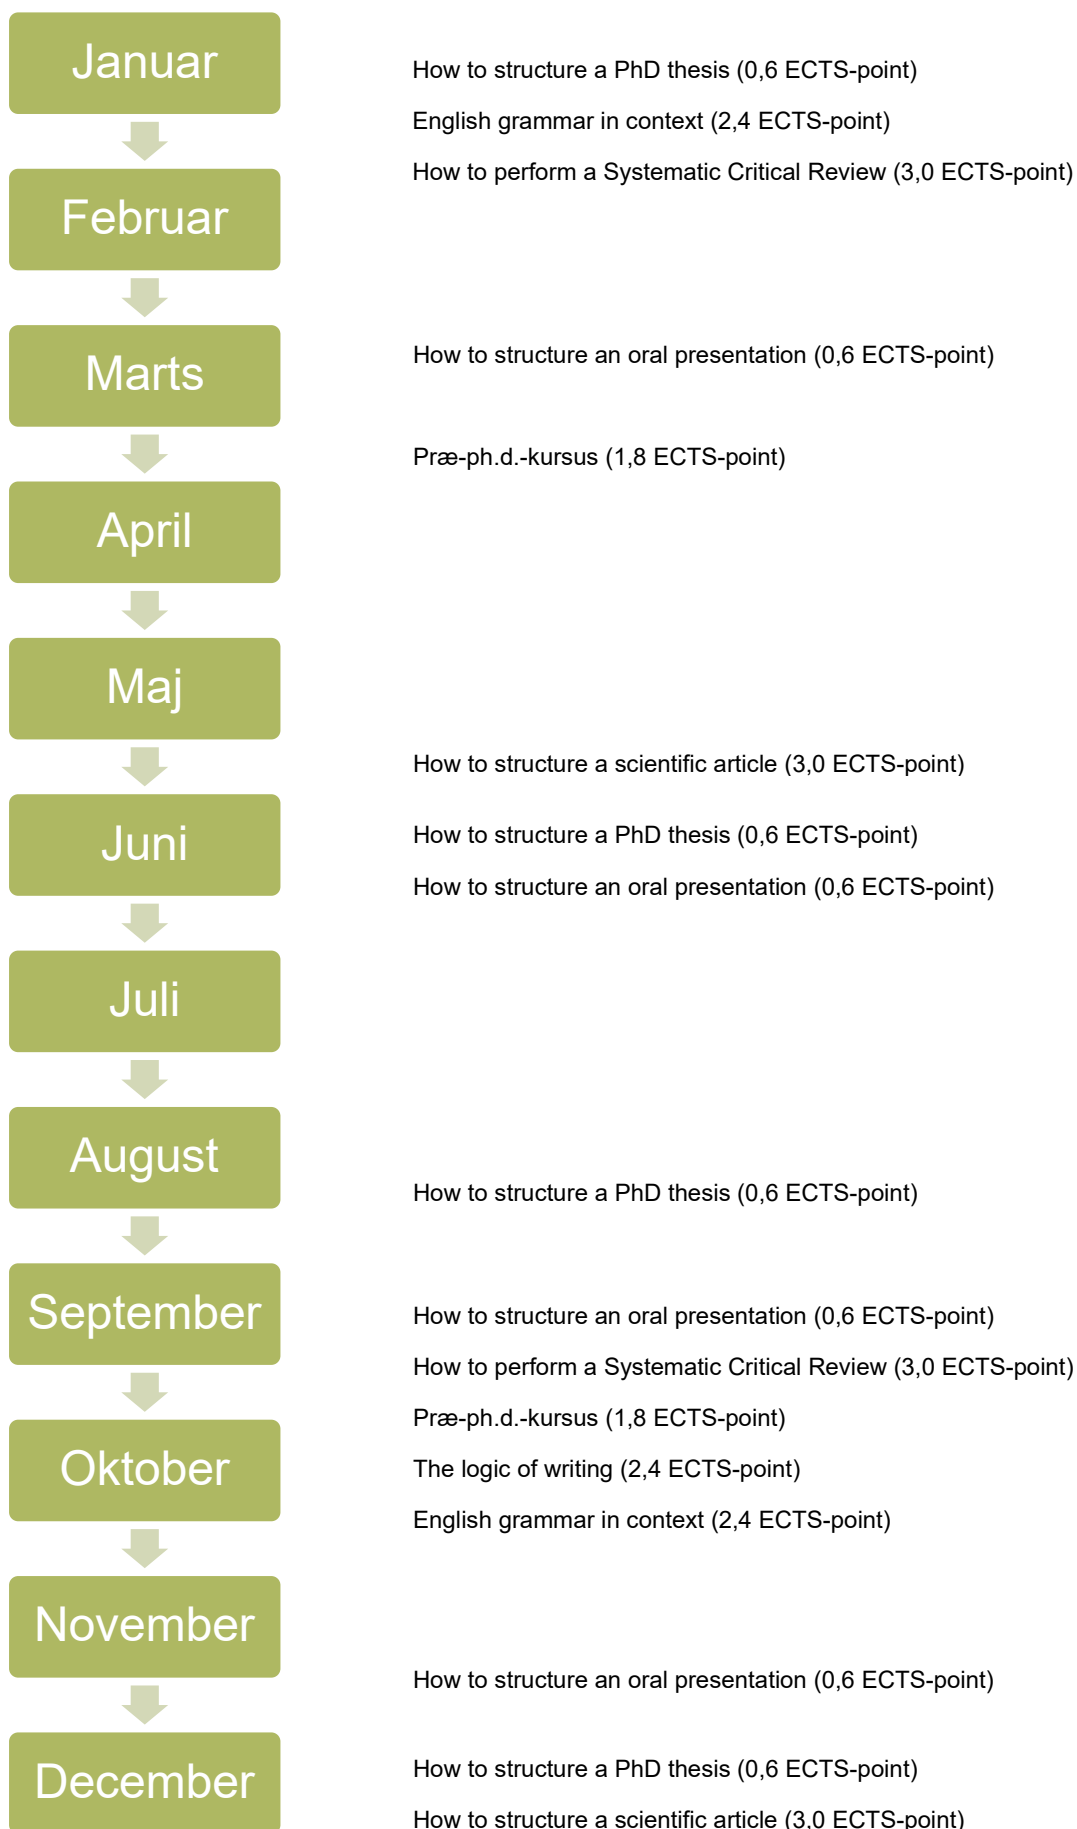 Januar
How to structure a PhD thesis (0,6 ECTS-point)
English grammar in context (2,4 ECTS-point)
How to perform a Systematic Critical Review (3,0 ECTS-point)
Februar
Marts
How to structure an oral presentation (0,6 ECTS-point)
Præ-ph.d.-kursus (1,8 ECTS-point)
April
Maj
How to structure a scientific article (3,0 ECTS-point)
Juni
How to structure a PhD thesis (0,6 ECTS-point)
How to structure an oral presentation (0,6 ECTS-point)
Juli
August
How to structure a PhD thesis (0,6 ECTS-point)
September
How to structure an oral presentation (0,6 ECTS-point)
How to perform a Systematic Critical Review (3,0 ECTS-point)
Præ-ph.d.-kursus (1,8 ECTS-point)
Oktober
The logic of writing (2,4 ECTS-point)
English grammar in context (2,4 ECTS-point)
November
How to structure an oral presentation (0,6 ECTS-point)
December
How to structure a PhD thesis (0,6 ECTS-point)
How to structure a scientific article (3,0 ECTS-point)